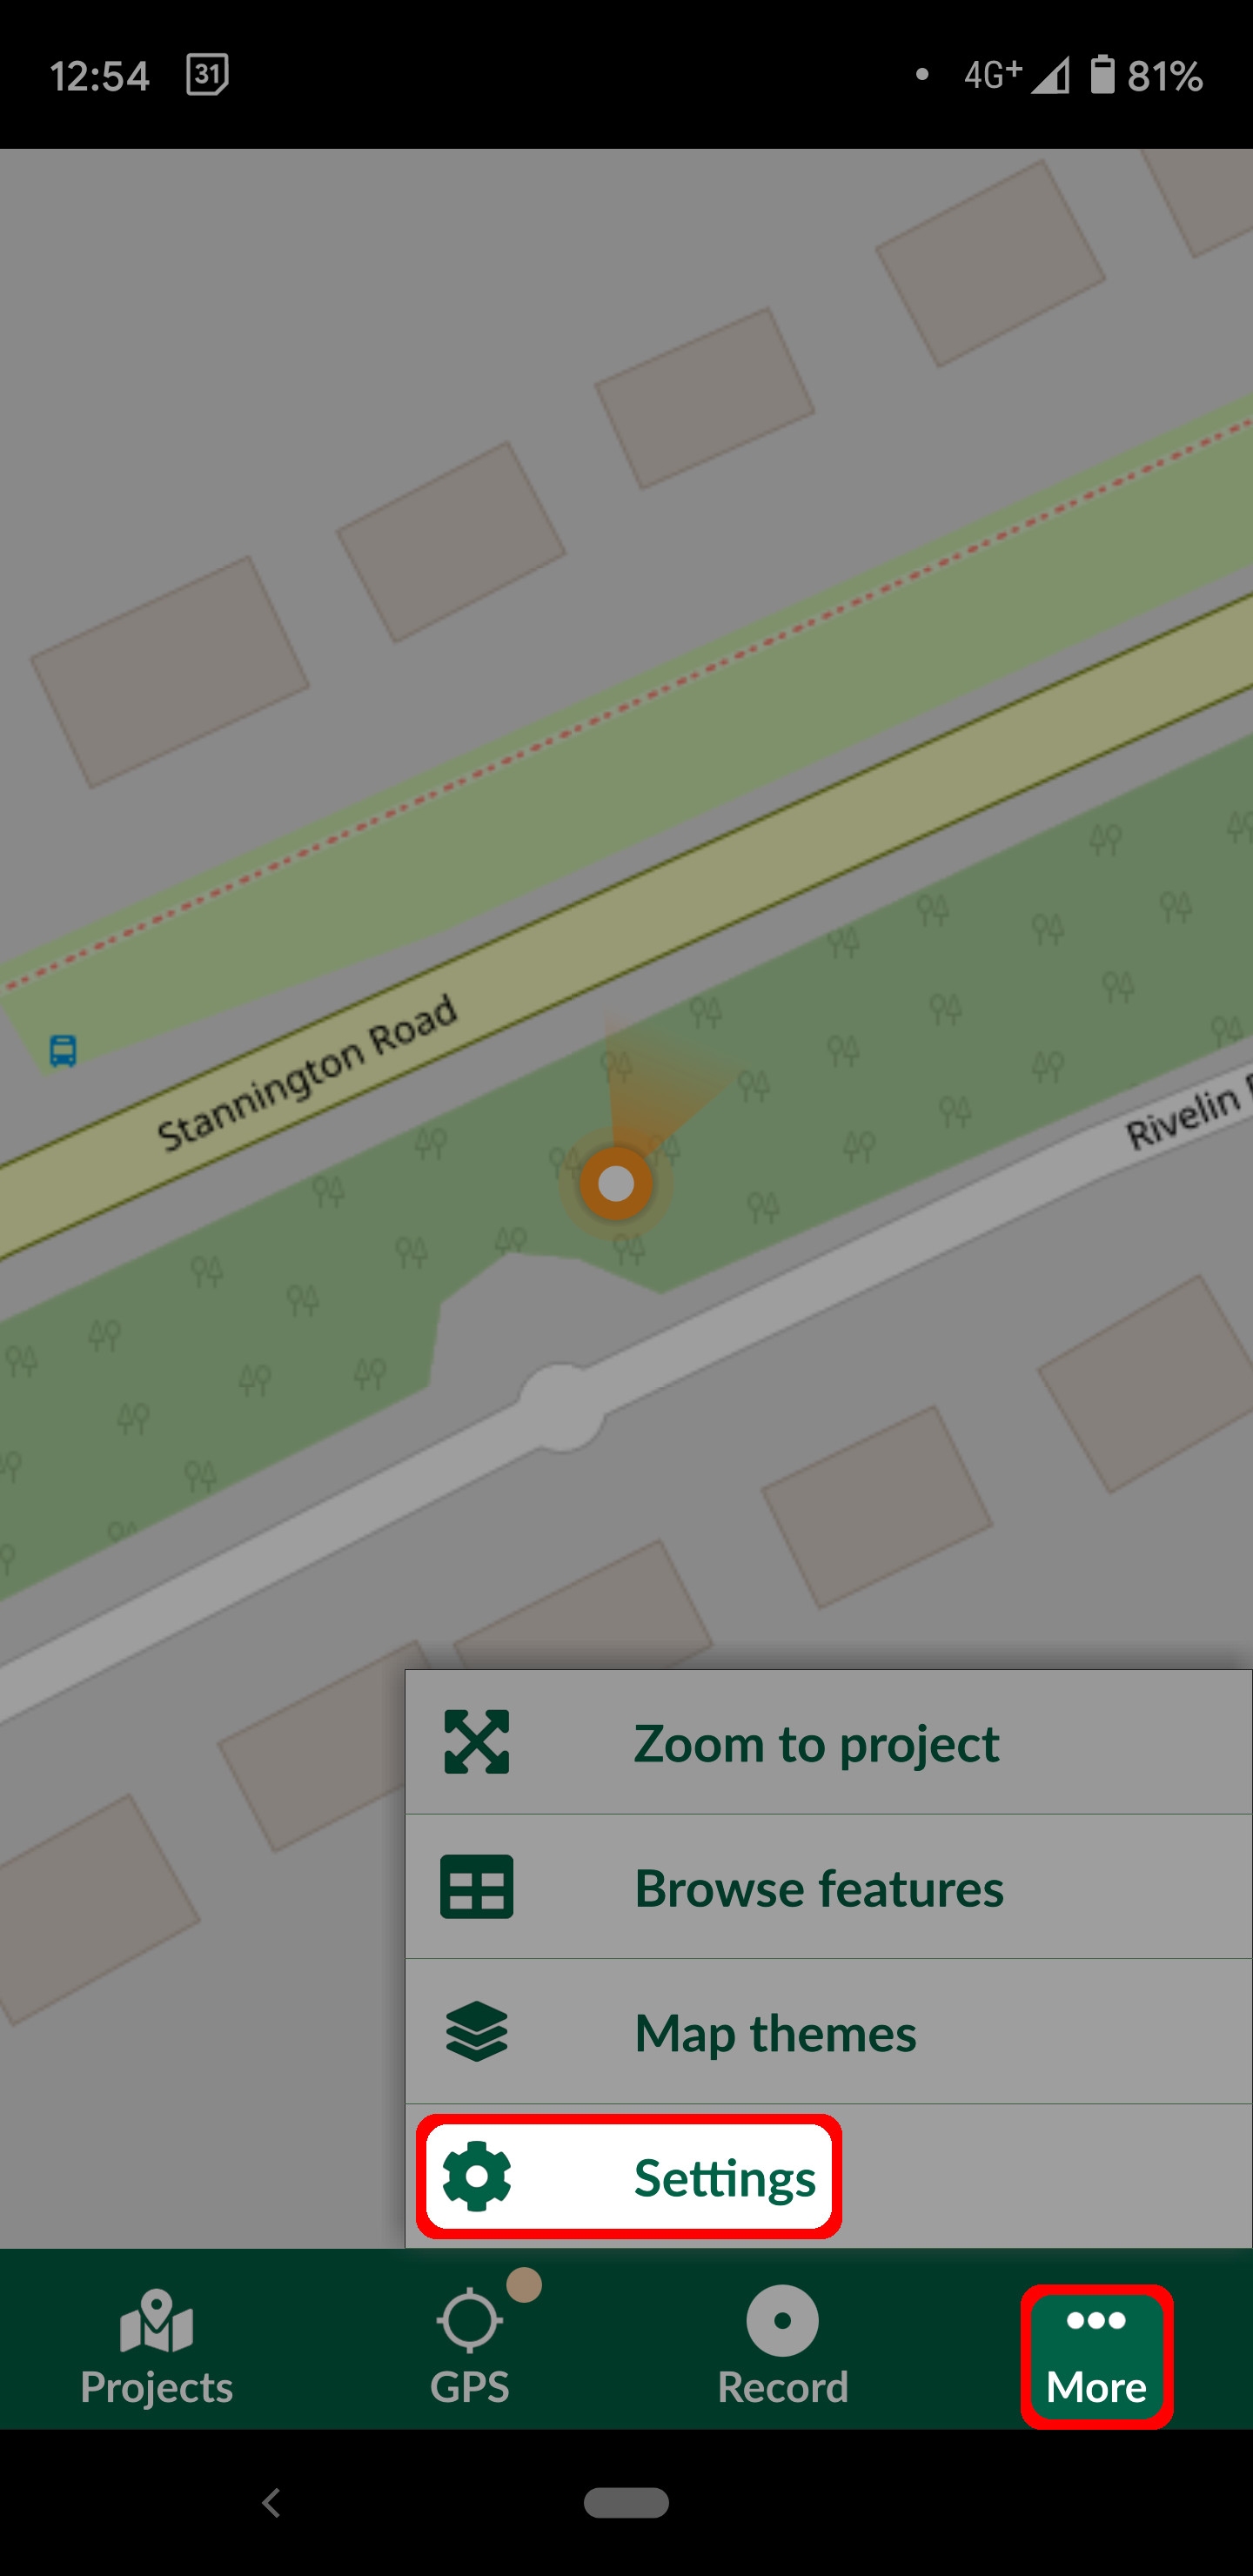 12:54 31 4G+ 81%
Stannington Road
Rivelin
Zoom to project
Browse features
Map themes
Settings
Projects GPS Record More